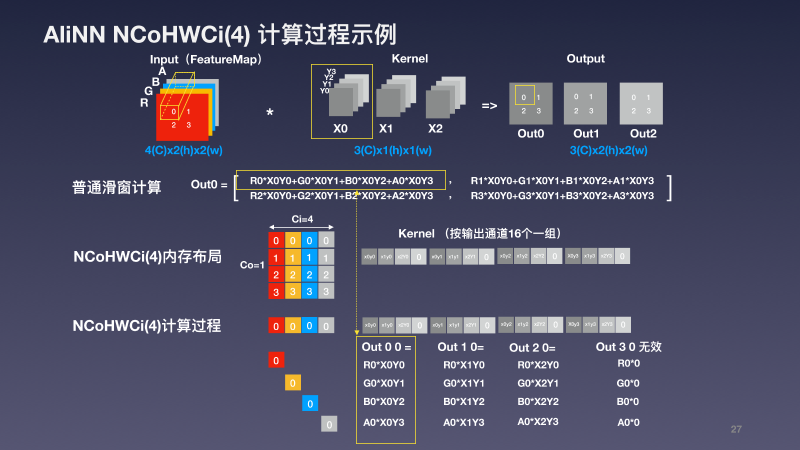 AliNN NCoHWCi(4) 计算过程示例
Input（FeatureMap）
Kernel
Output
A
B
G
R
0 1
2 3
*
Y3
Y2
Y1
Y0
X0 X1 X2
=>
0 1
2 3
0 1
2 3
0 1
2 3
Out0 Out1 Out2
4(C)x2(h)x2(w)
3(C)x1(h)x1(w)
3(C)x2(h)x2(w)
普通滑窗计算
Out0 =
R0*X0Y0+G0*X0Y1+B0*X0Y2+A0*X0Y3 , R1*X0Y0+G1*X0Y1+B1*X0Y2+A1*X0Y3
R2*X0Y0+G2*X0Y1+B2*X0Y2+A2*X0Y3 , R3*X0Y0+G3*X0Y1+B3*X0Y2+A3*X0Y3
Ci=4
Kernel （按输出通道16个一组）
NCoHWCi(4)内存布局
Co=1
0 0 0 0
1 1 1 1
2 2 2 2
3 3 3 3
x0y0 x1y0 x2Y0 0 x0y1 x1y1 x2Y1 0 x0y2 x1y2 x2Y2 0 X0y3 x1y3 x2Y3 0
NCoHWCi(4)计算过程
0 0 0 0
x0y0 x1y0 x2Y0 0 x0y1 x1y1 x2Y1 0 x0y2 x1y2 x2Y2 0 X0y3 x1y3 x2Y3 0
Out 0 0 = Out 1 0= Out 2 0= Out 3 0 无效
0 R0*X0Y0 R0*X1Y0 R0*X2Y0 R0*0
0 G0*X0Y1 G0*X1Y1 G0*X2Y1 G0*0
0 B0*X0Y2 B0*X1Y2 B0*X2Y2 B0*0
0 A0*X0Y3 A0*X1Y3 A0*X2Y3 A0*0
27